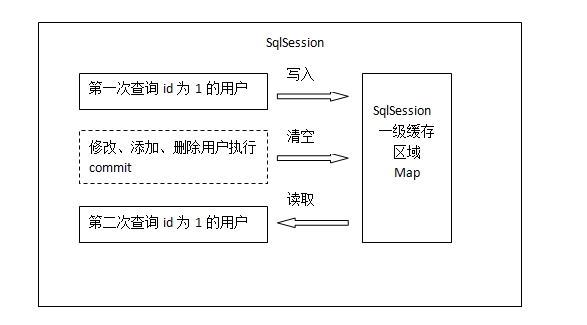 SqlSession
第一次查询 id 为 1 的用户
写入
修改、添加、删除用户执行
commit
清空
第二次查询 id 为 1 的用户
读取
SqlSession
一级缓存
区域
Map